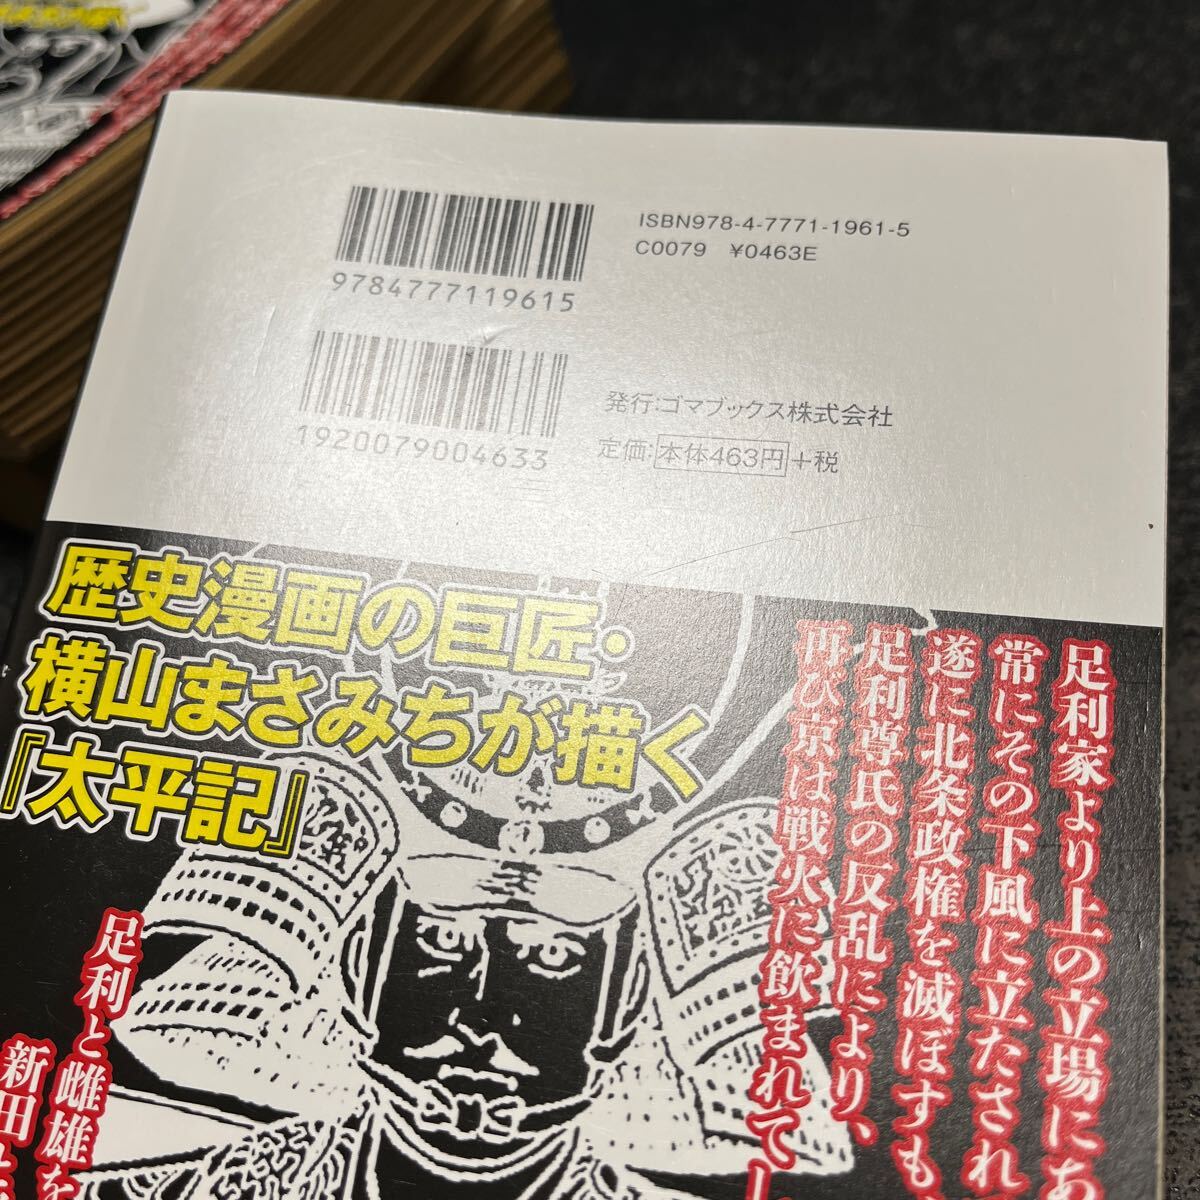 9784777119615
ISBN978-4-7771-1961-5
C0079 ¥0463E
1920079004633
発行:ゴマブックス株式会社
定価:本体463円+税
歴史漫画の巨匠・
横山まさみちが描く
『太平記』
足利家より上の立場にあ
常にその下風に立たされ
遂に北条政権を滅ぼすも
足利尊氏の反乱により、
再び京は戦火に飲まれてー
足利と雌雄を
新田